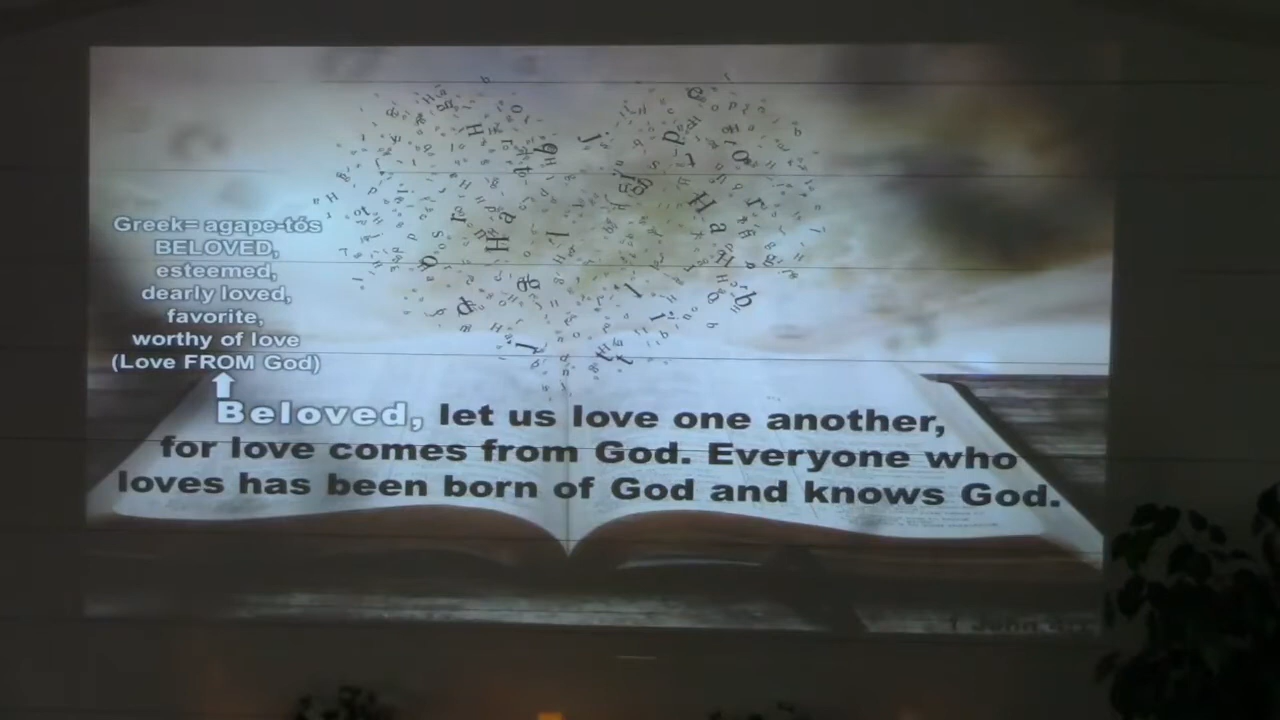 Greek= agape-tós
BELOVED,
esteemed,
dearly loved,
favorite,
worthy of love
(Love FROM God)
Beloved, let us love one another,
for love comes from God. Everyone who
loves has been born of God and knows God.